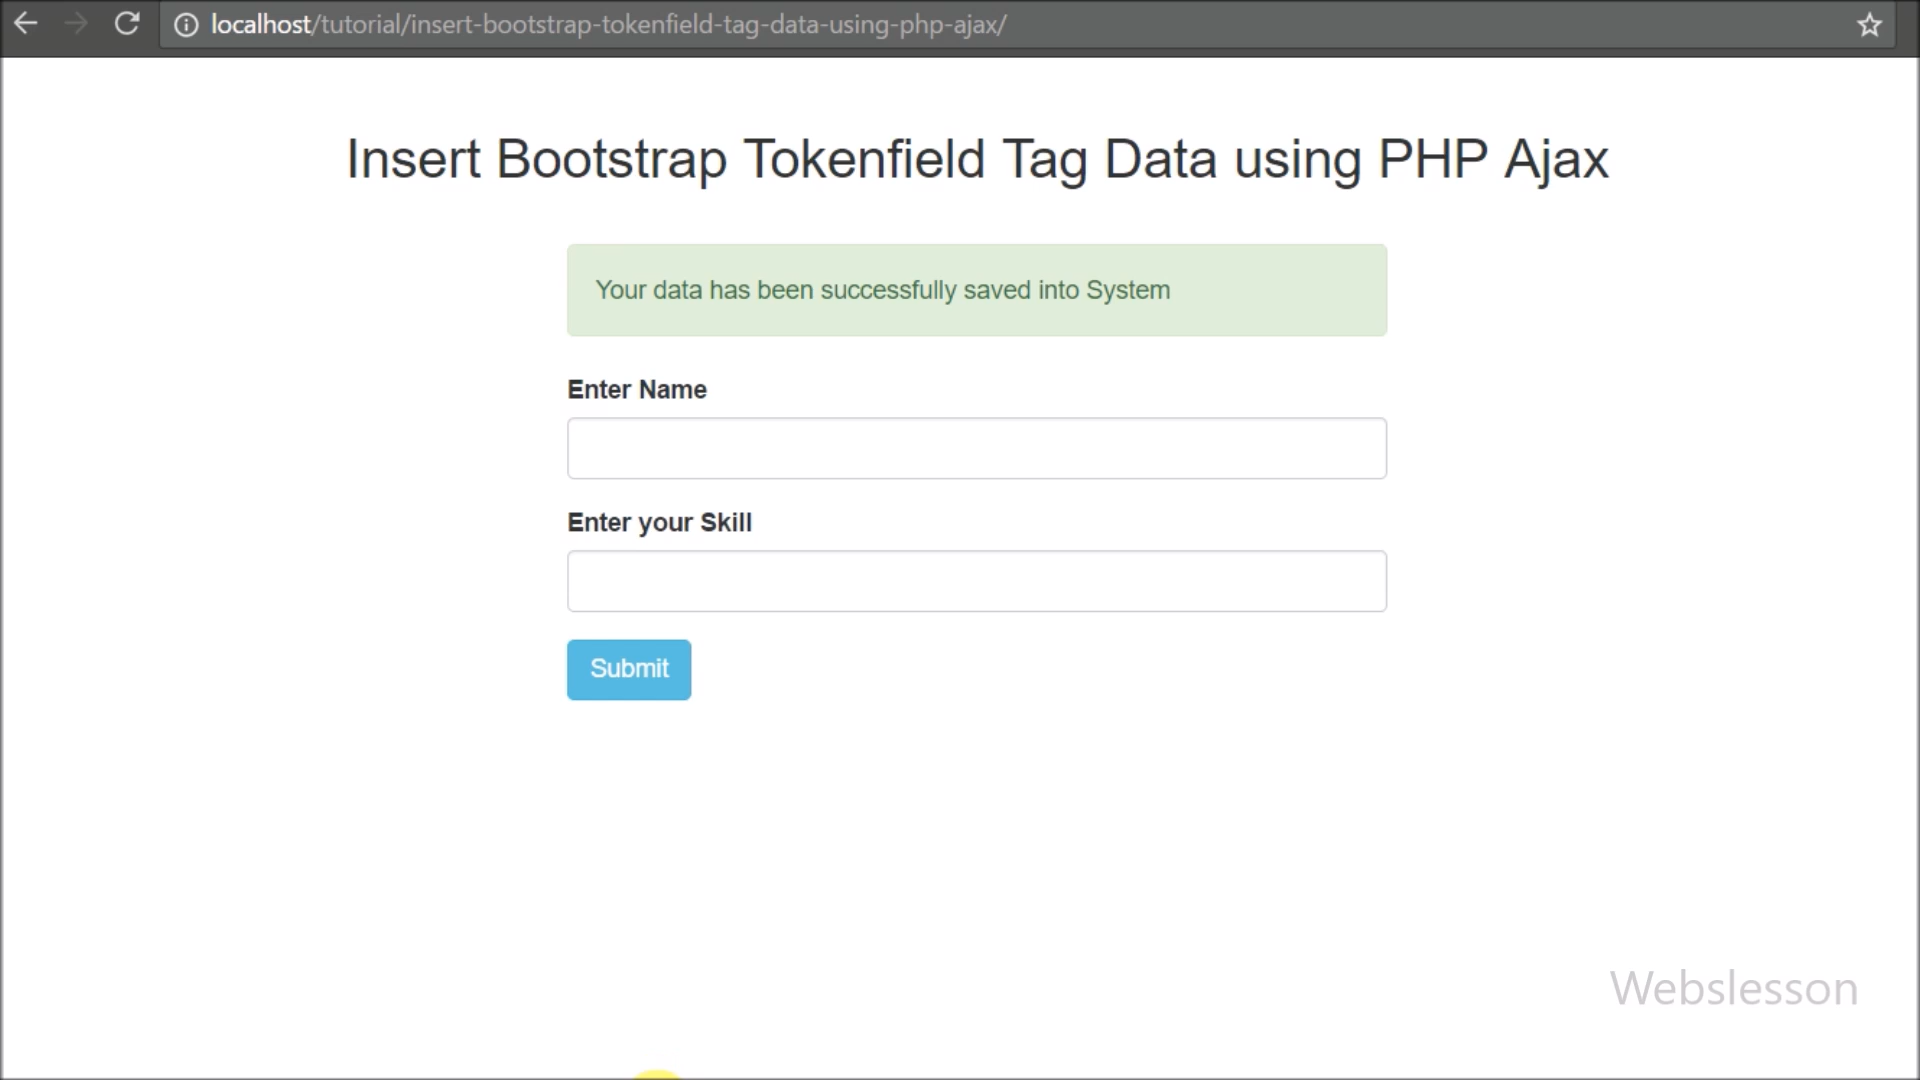 localhost/tutorial/insert-bootstrap-tokenfield-tag-data-using-php-ajax/
Insert Bootstrap Tokenfield Tag Data using PHP Ajax
Your data has been successfully saved into System
Enter Name
Enter your Skill
Submit
Webslesson